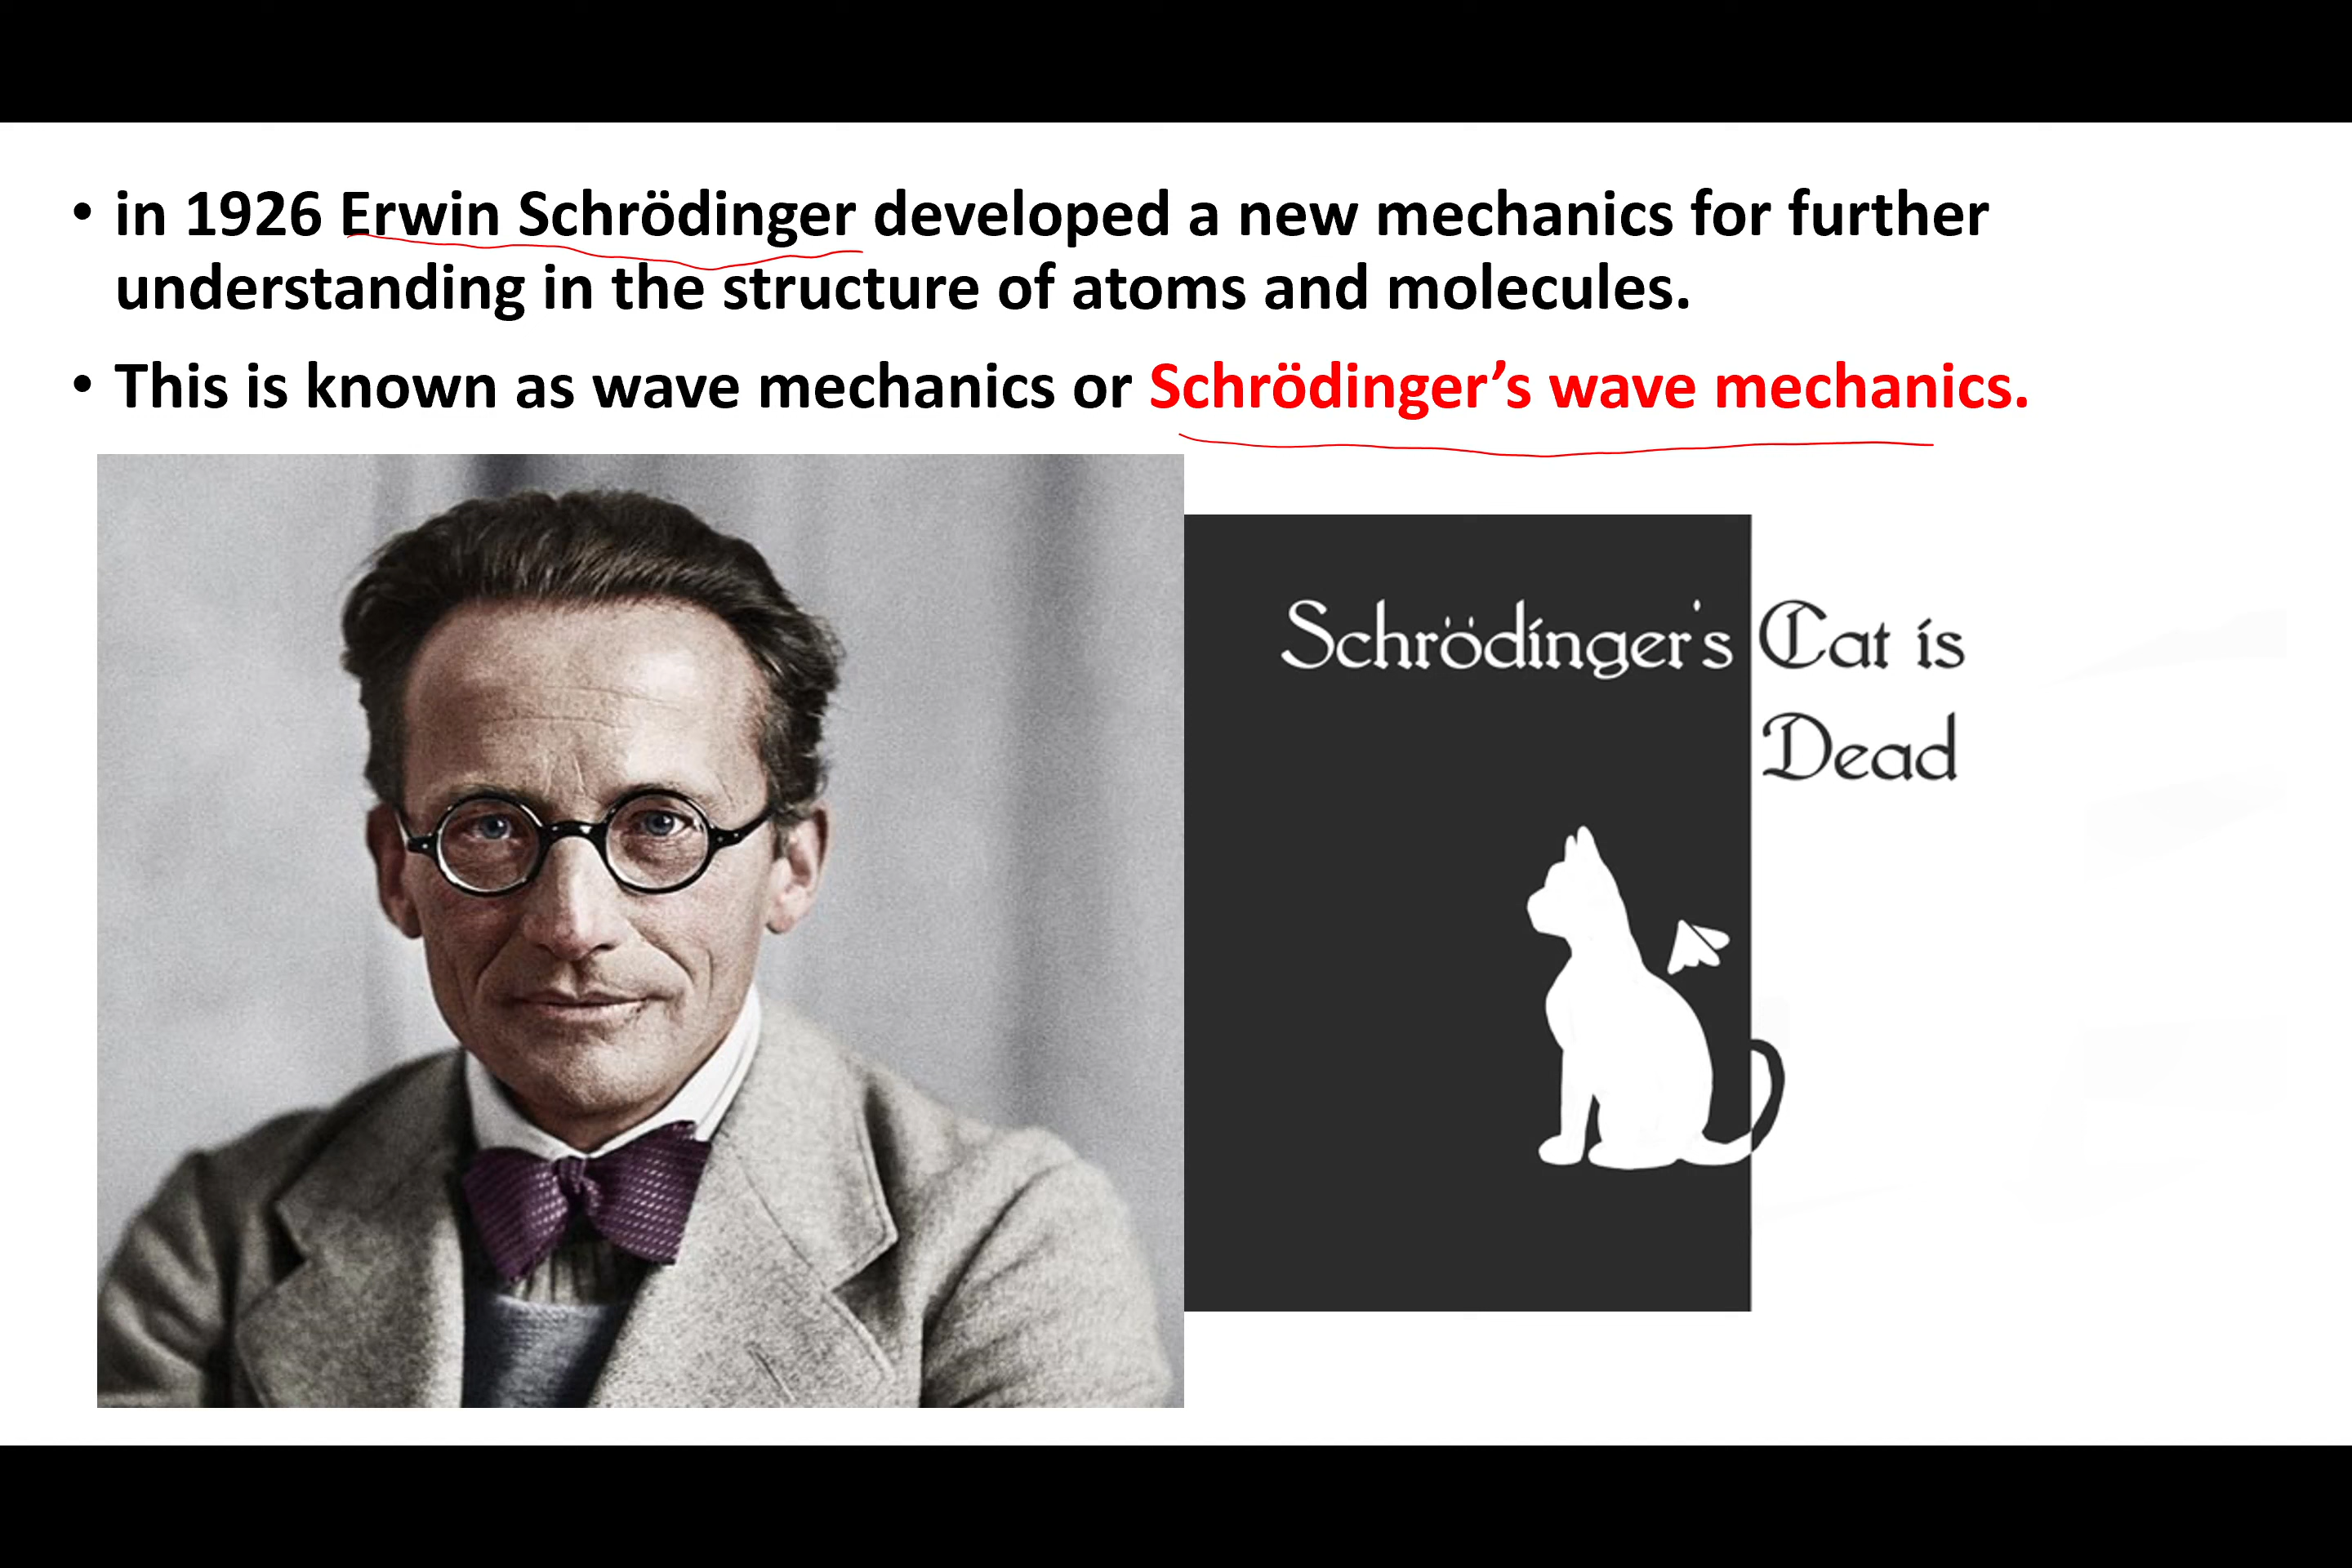 • in 1926 Erwin Schrödinger developed a new mechanics for further
understanding in the structure of atoms and molecules.
• This is known as wave mechanics or Schrödinger’s wave mechanics.
Schrödinger's Cat is
Dead